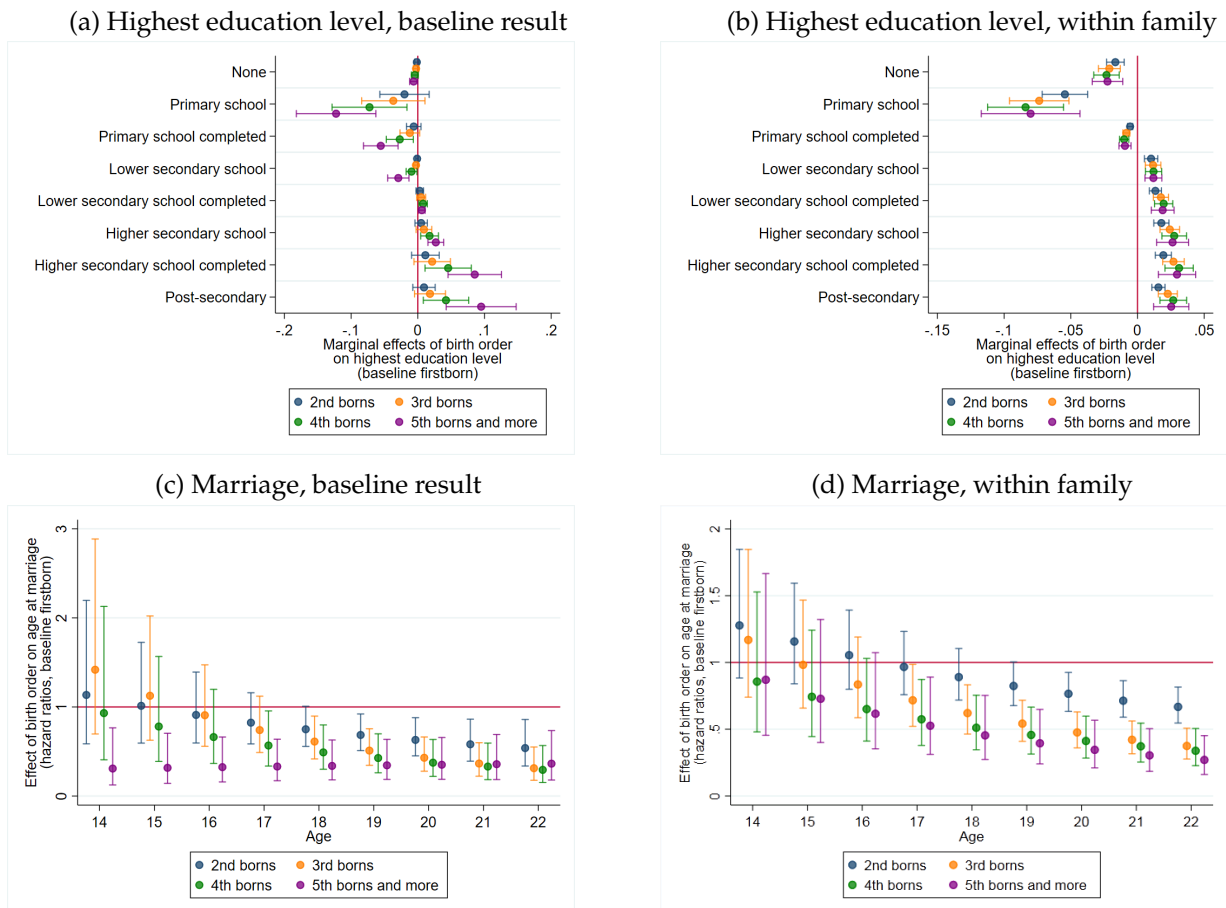 (a) Highest education level, baseline result
None
Primary school
Primary school completed
Lower secondary school
Lower secondary school completed
Higher secondary school
Higher secondary school completed
Post-secondary
-.2 -.1 0 .1 .2
Marginal effects of birth order
on highest education level
(baseline firstborn)
2nd borns 3rd borns
4th borns 5th borns and more
(b) Highest education level, within family
None
Primary school
Primary school completed
Lower secondary school
Lower secondary school completed
Higher secondary school
Higher secondary school completed
Post-secondary
-.15 -.1 -.05 0 .05
Marginal effects of birth order
on highest education level
(baseline firstborn)
2nd borns 3rd borns
4th borns 5th borns and more
(c) Marriage, baseline result
Effect of birth order on age at marriage
(hazard ratios, baseline firstborn)
3
2
1
0
14 15 16 17 18 19 20 21 22
Age
2nd borns 3rd borns
4th borns 5th borns and more
(d) Marriage, within family
Effect of birth order on age at marriage
(hazard ratios, baseline firstborn)
2
1.5
1
.5
0
14 15 16 17 18 19 20 21 22
Age
2nd borns 3rd borns
4th borns 5th borns and more